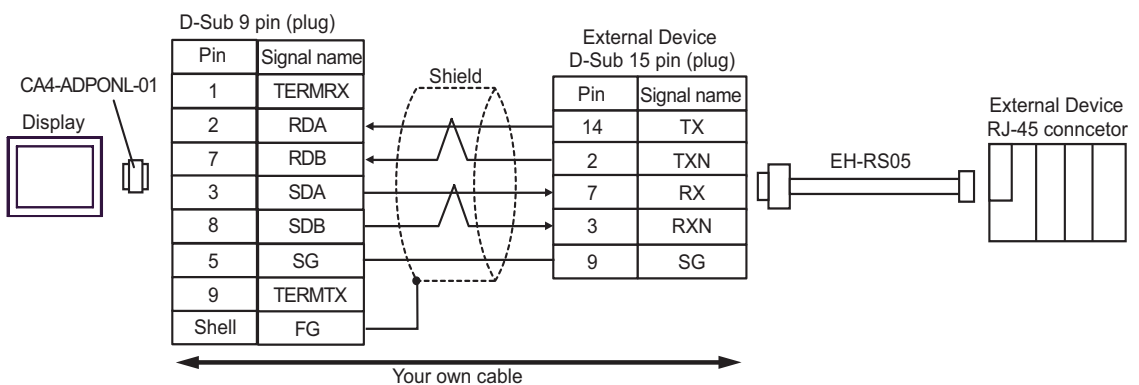 D-Sub 9 pin (plug)
External Device
D-Sub 15 pin (plug)
CA4-ADPONL-01
Display
Pin Signal name
1 TERMRX
2 RDA
7 RDB
3 SDA
8 SDB
5 SG
9 TERMTX
Shell FG
Shield
Pin Signal name
14 TX
2 TXN
7 RX
3 RXN
9 SG
EH-RS05
External Device
RJ-45 conncetor
Your own cable